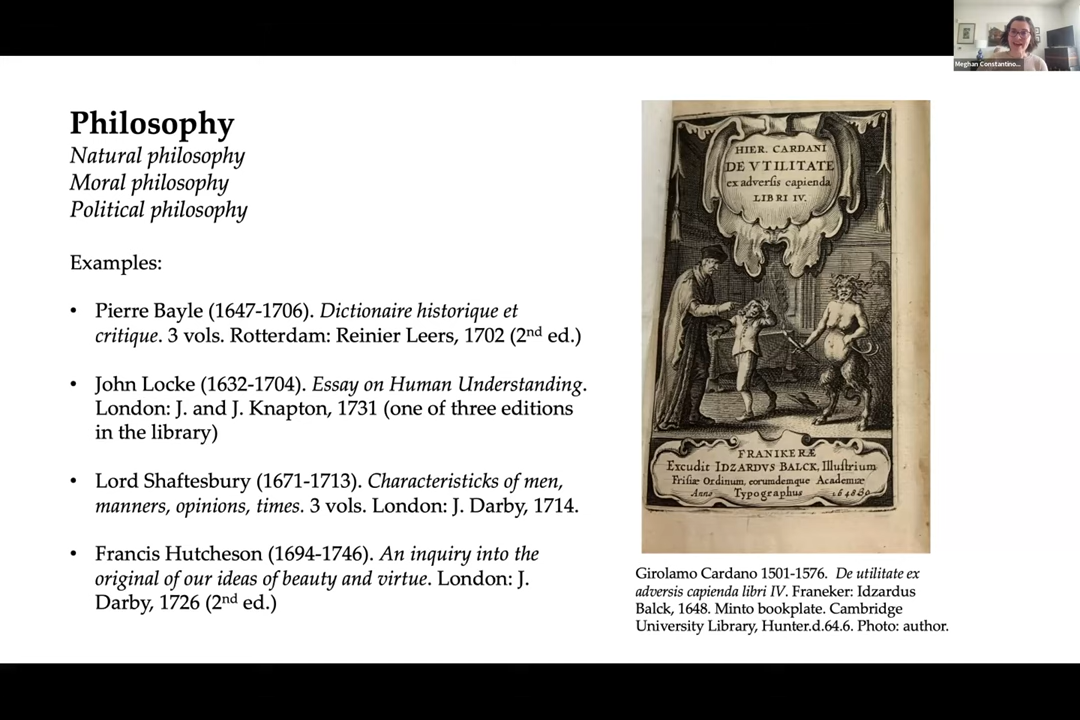 Meghan Constantino...
Philosophy
Natural philosophy
Moral philosophy
Political philosophy
Examples:
• Pierre Bayle (1647-1706). Dictionaire historique et
critique. 3 vols. Rotterdam: Reinier Leers, 1702 (2nd ed.)
• John Locke (1632-1704). Essay on Human Understanding.
London: J. and J. Knapton, 1731 (one of three editions
in the library)
• Lord Shaftesbury (1671-1713). Characteristicks of men,
manners, opinions, times. 3 vols. London: J. Darby, 1714.
• Francis Hutcheson (1694-1746). An inquiry into the
original of our ideas of beauty and virtue. London: J.
Darby, 1726 (2nd ed.)
HIER. CARDANI
DE VTILITATE
ex adversis capienda
LIBRI IV.
FRANIKERÆ
Excudit IDZARDVS BALCK, Illustrium
Frisiæ Ordinum, eorumdemque Academiæ
Anno Typographus 1648
Girolamo Cardano 1501-1576. De utilitate ex
adversis capienda libri IV. Franeker: Idzardus
Balck, 1648. Minto bookplate. Cambridge
University Library, Hunter.d.64.6. Photo: author.